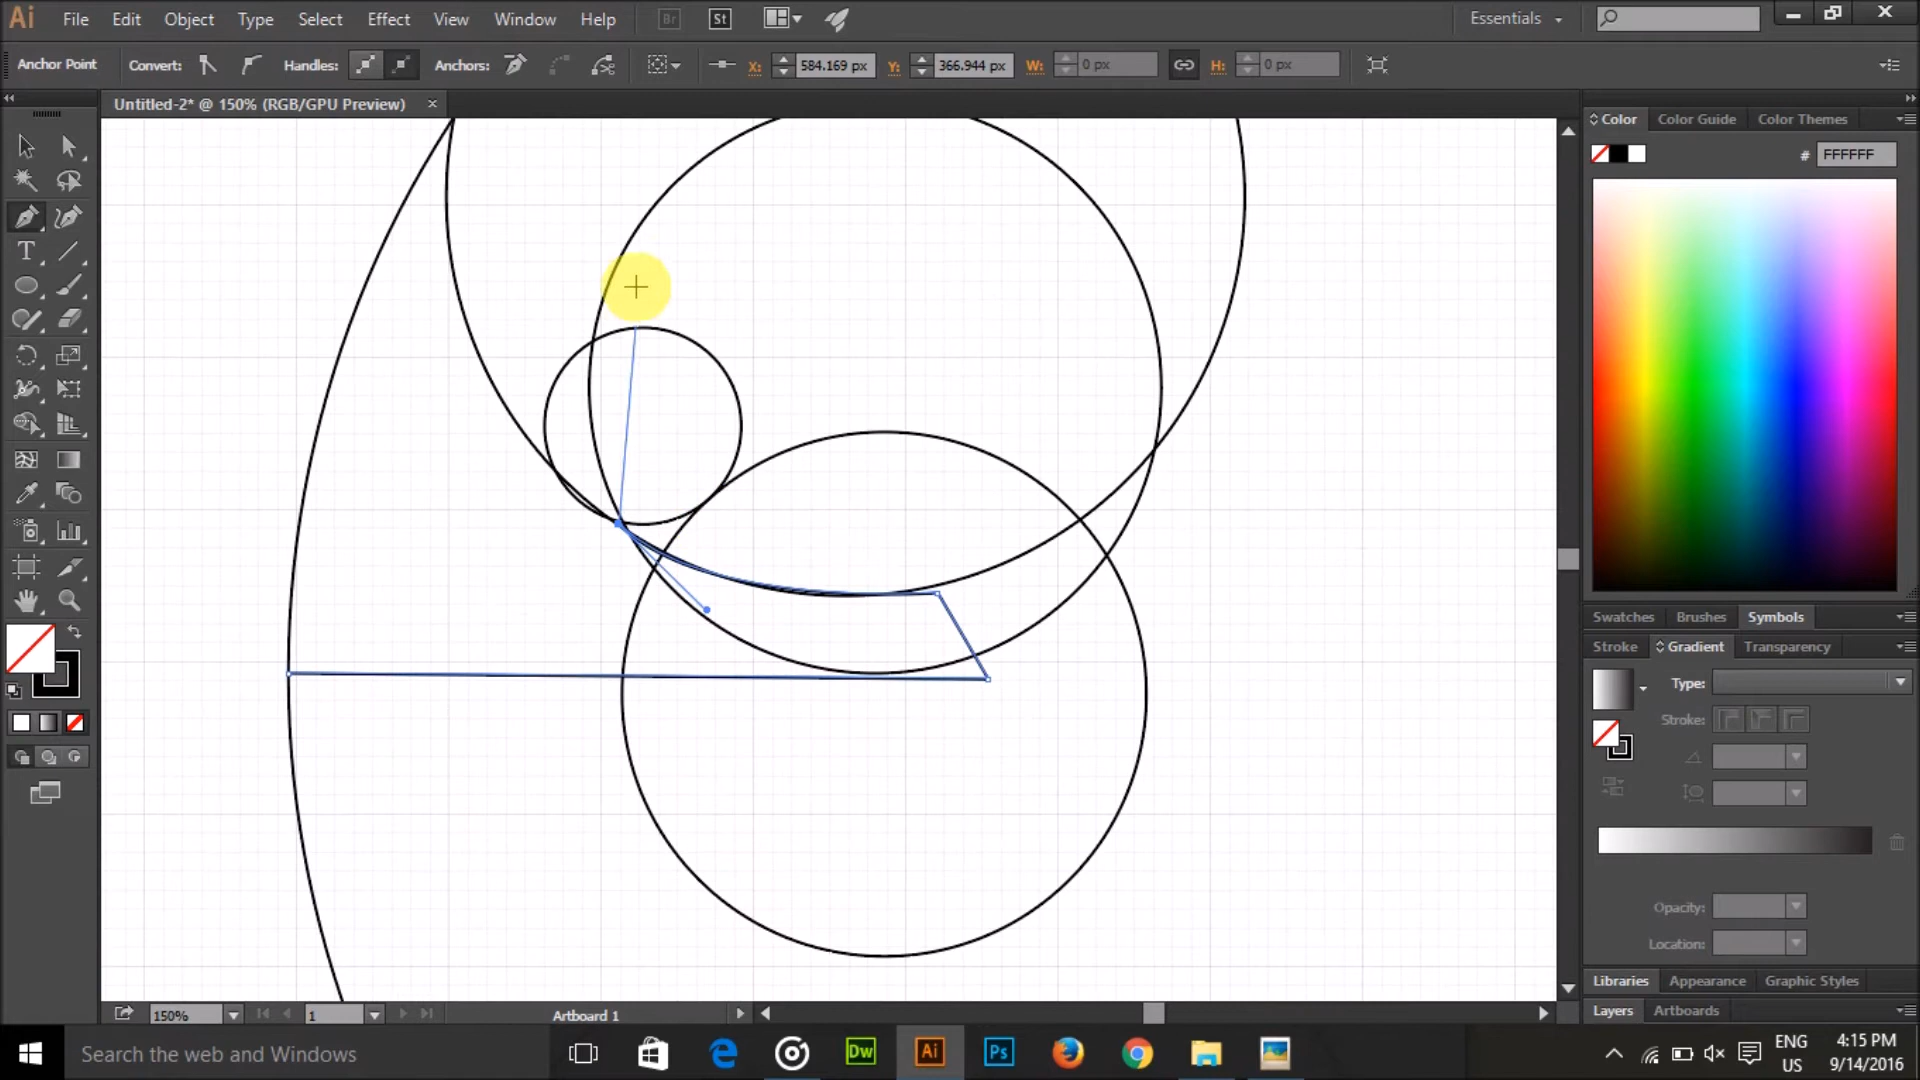 Ai File Edit Object Type Select Effect View Window Help Br St Essentials
Anchor Point Convert: Handles: Anchors: X: 584.169 px Y: 366.944 px W: 0 px H: 0 px
Untitled-2* @ 150% (RGB/GPU Preview) ×
Color Color Guide Color Themes
# FFFFFF
T
Swatches Brushes Symbols
Stroke Gradient Transparency
Type:
Stroke:
Opacity:
Location:
Libraries Appearance Graphic Styles
Layers Artboards
150% 1 Artboard 1
Search the web and Windows
Dw Ai Ps
ENG
US
4:15 PM
9/14/2016